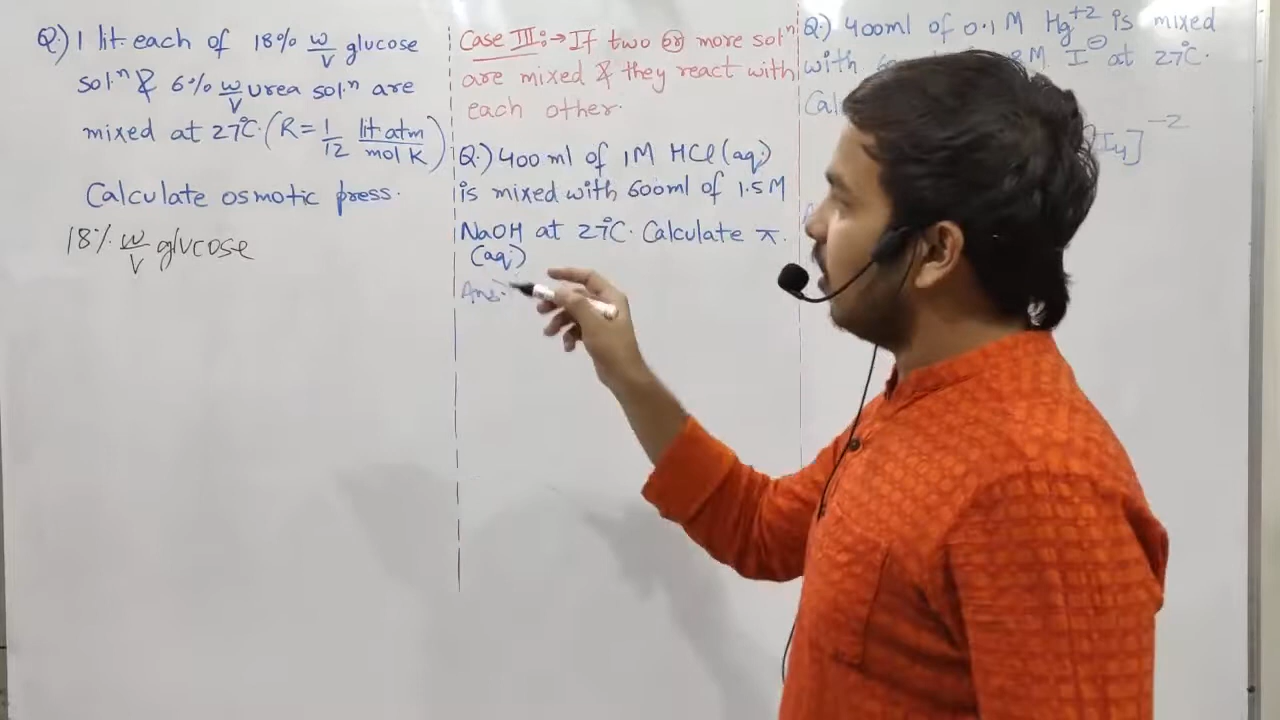 Q.) 1 lit. each of 18% w/v glucose
solⁿ & 6% w/v urea sol.ⁿ are
mixed at 27°C. (R = 1/12 lit atm/mol K)
Calculate osmotic press.
18% w/v glucose
Case III:→ If two or more solⁿ
are mixed & they react with
each other.
Q.) 400 ml of 1M HCl (aq)
is mixed with 600ml of 1.5M
NaOH at 27°C. Calculate π.
(aq)
Ans.
Q.) 400ml of 0.1 M Hg⁺² is mixed
with M I⊖ at 27°C.
I₄]⁻²